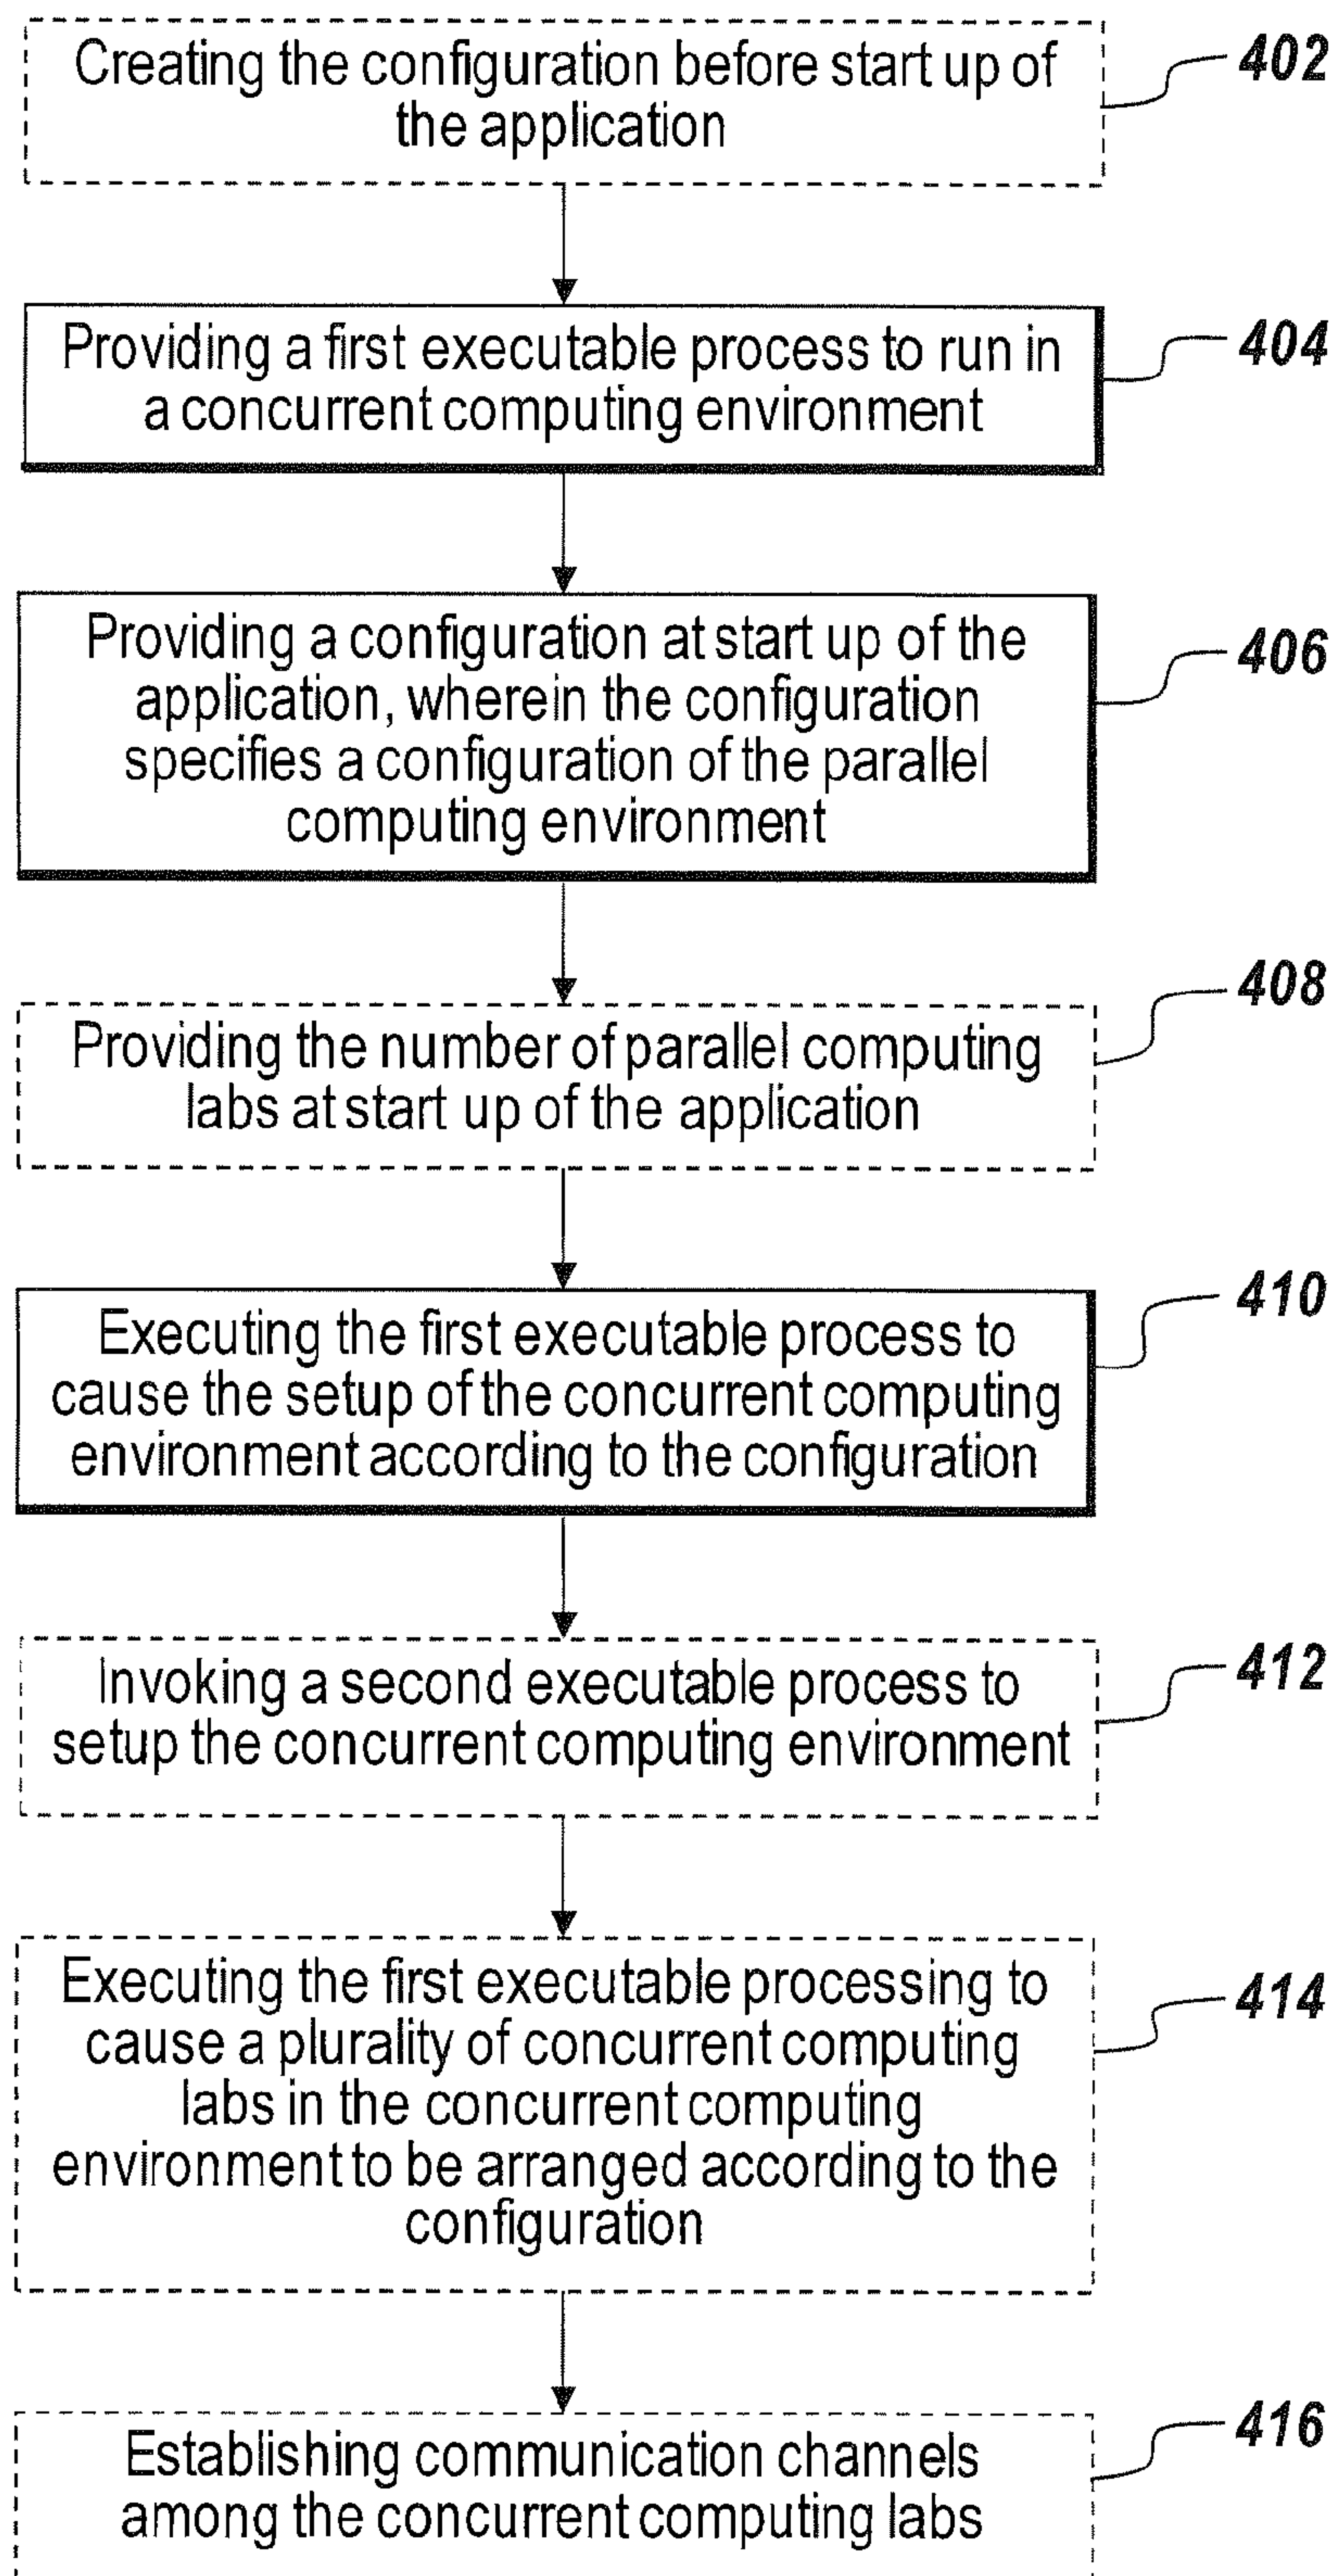 Creating the configuration before start up of
the application
402
Providing a first executable process to run in
a concurrent computing environment
404
Providing a configuration at start up of the
application, wherein the configuration
specifies a configuration of the parallel
computing environment
406
Providing the number of parallel computing
labs at start up of the application
408
Executing the first executable process to
cause the setup of the concurrent computing
environment according to the configuration
410
Invoking a second executable process to
setup the concurrent computing environment
412
Executing the first executable processing to
cause a plurality of concurrent computing
labs in the concurrent computing
environment to be arranged according to the
configuration
414
Establishing communication channels
among the concurrent computing labs
416